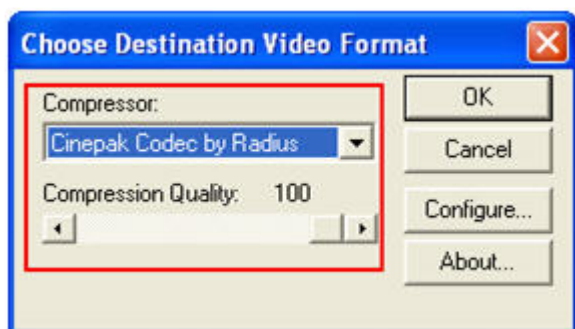 Choose Destination Video Format
Compressor:
Cinepak Codec by Radius
Compression Quality: 100
OK
Cancel
Configure...
About...